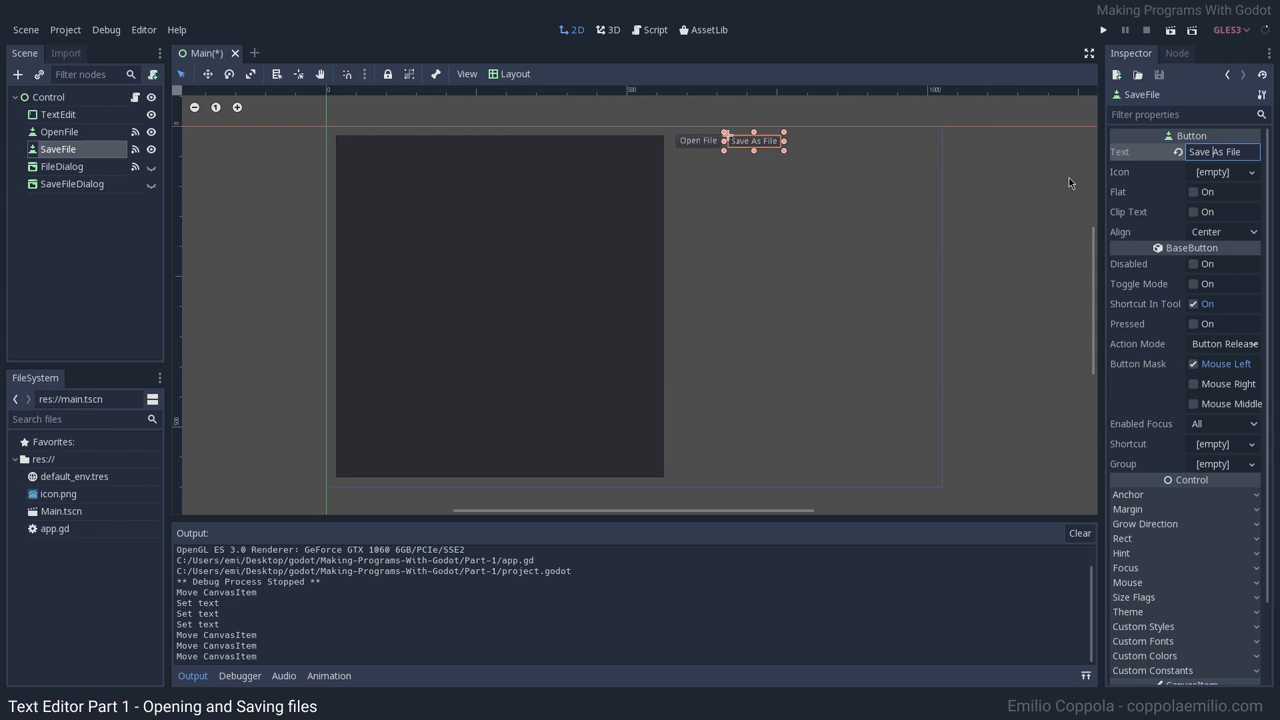 Making Programs With Godot
Scene Project Debug Editor Help
2D 3D Script AssetLib
GLES3
Scene Import
Main(*)
Inspector Node
Filter nodes
View Layout
SaveFile
Filter properties
Control
TextEdit
OpenFile
SaveFile
FileDialog
SaveFileDialog
0 500 1000
0
500
Open File Save As File
Button
Text Save As File
Icon [empty]
Flat On
Clip Text On
Align Center
BaseButton
Disabled On
Toggle Mode On
Shortcut In Tool On
Pressed On
Action Mode Button Release
Button Mask Mouse Left
Mouse Right
Mouse Middle
Enabled Focus All
Shortcut [empty]
Group [empty]
Control
Anchor
Margin
Grow Direction
Rect
Hint
Focus
Mouse
Size Flags
Theme
Custom Styles
Custom Fonts
Custom Colors
Custom Constants
CanvasItem
FileSystem
res://main.tscn
Search files
Favorites:
res://
default_env.tres
icon.png
Main.tscn
app.gd
Output: Clear
OpenGL ES 3.0 Renderer: GeForce GTX 1060 6GB/PCIe/SSE2
C:/Users/emi/Desktop/godot/Making-Programs-With-Godot/Part-1/app.gd
C:/Users/emi/Desktop/godot/Making-Programs-With-Godot/Part-1/project.godot
** Debug Process Stopped **
Move CanvasItem
Set text
Set text
Set text
Move CanvasItem
Move CanvasItem
Move CanvasItem
Output Debugger Audio Animation
Text Editor Part 1 - Opening and Saving files
Emilio Coppola - coppolaemilio.com